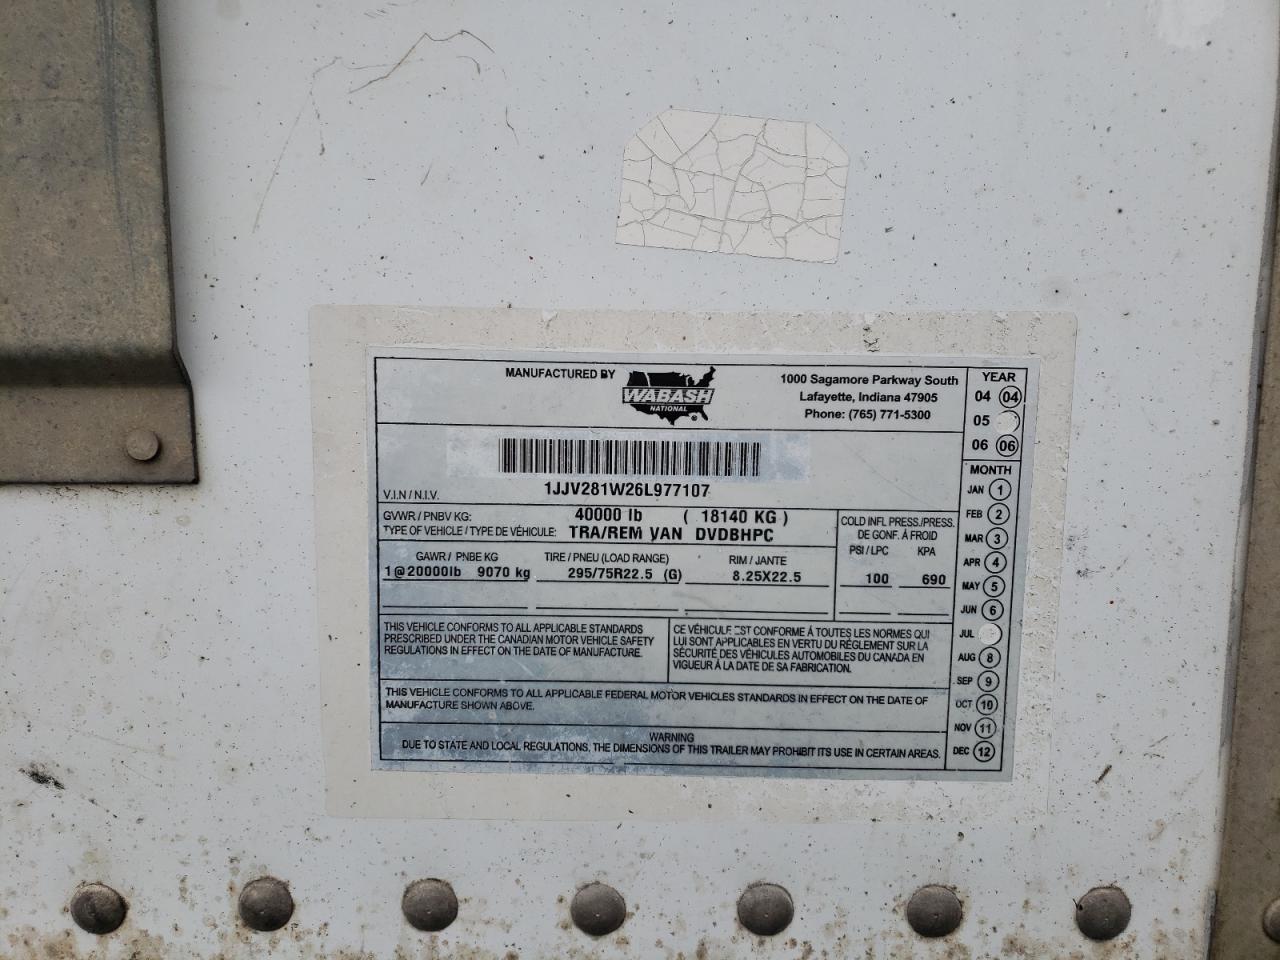 MANUFACTURED BY
WABASH
NATIONAL ®
1000 Sagamore Parkway South
Lafayette, Indiana 47905
Phone: (765) 771-5300
YEAR
04 04
05
06 06
V.I.N / N.I.V.
1JJV281W26L977107
GVWR / PNBV KG: 40000 lb ( 18140 KG )
TYPE OF VEHICLE / TYPE DE VÉHICULE: TRA/REM VAN DVDBHPC
COLD INFL PRESS./PRESS.
DE GONF. À FROID
PSI / LPC KPA
100 690
GAWR / PNBE KG TIRE / PNEU (LOAD RANGE) RIM / JANTE
1@20000lb 9070 kg 295/75R22.5 (G) 8.25X22.5
THIS VEHICLE CONFORMS TO ALL APPLICABLE STANDARDS
PRESCRIBED UNDER THE CANADIAN MOTOR VEHICLE SAFETY
REGULATIONS IN EFFECT ON THE DATE OF MANUFACTURE.
CE VÉHICULE EST CONFORME À TOUTES LES NORMES QUI
LUI SONT APPLICABLES EN VERTU DU RÈGLEMENT SUR LA
SÉCURITÉ DES VÉHICULES AUTOMOBILES DU CANADA EN
VIGUEUR À LA DATE DE SA FABRICATION.
THIS VEHICLE CONFORMS TO ALL APPLICABLE FEDERAL MOTOR VEHICLES STANDARDS IN EFFECT ON THE DATE OF
MANUFACTURE SHOWN ABOVE.
WARNING
DUE TO STATE AND LOCAL REGULATIONS, THE DIMENSIONS OF THIS TRAILER MAY PROHIBIT ITS USE IN CERTAIN AREAS.
MONTH
JAN 1
FEB 2
MAR 3
APR 4
MAY 5
JUN 6
JUL
AUG 8
SEP 9
OCT 10
NOV 11
DEC 12